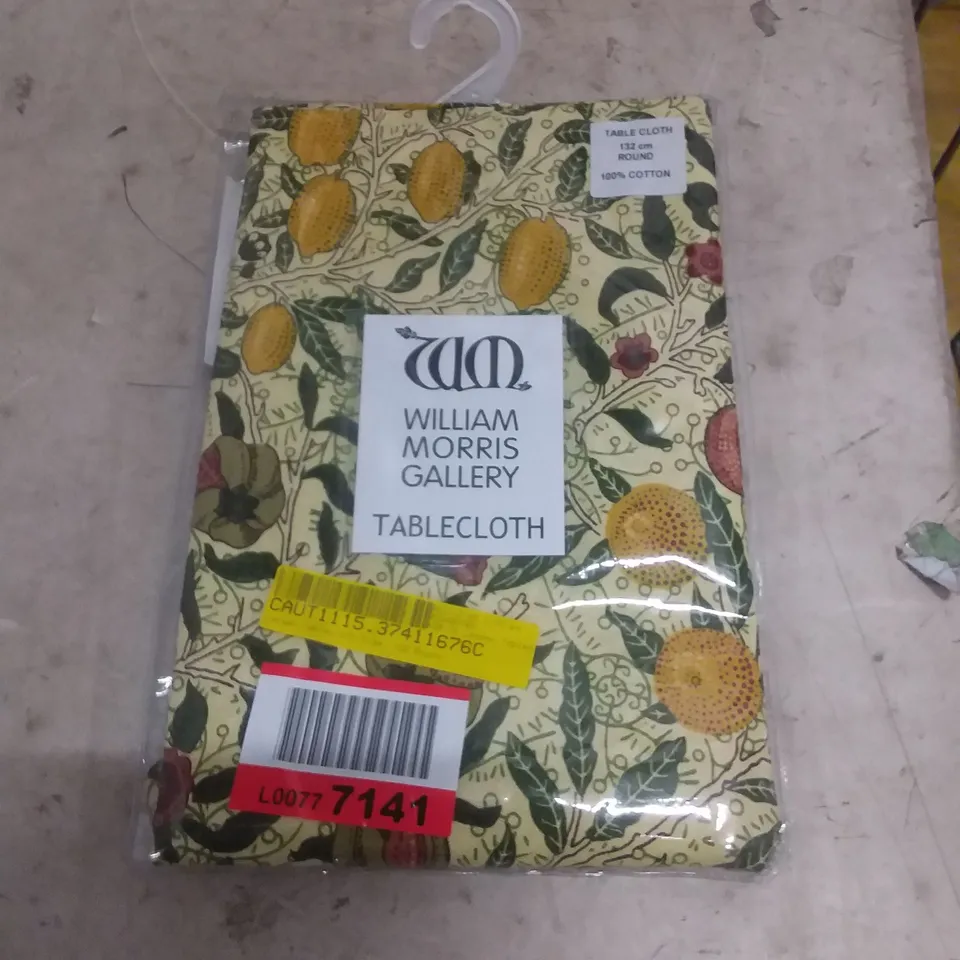 TABLE CLOTH
132 cm
ROUND
100% COTTON
WM
WILLIAM
MORRIS
GALLERY
TABLECLOTH
CAUT1115.37411676C
L0077 7141